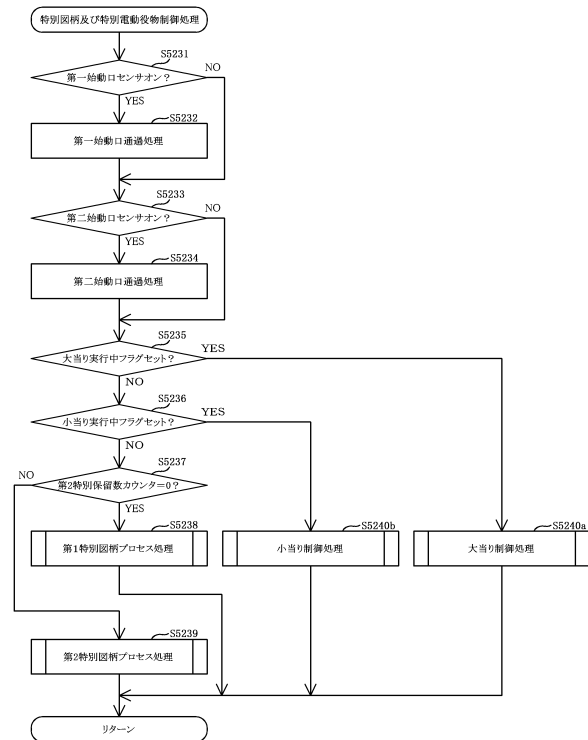 特別図柄及び特別電動役物制御処理
S5231
第一始動口センサオン？
NO
YES
S5232
第一始動口通過処理
S5233
第二始動口センサオン？
NO
YES
S5234
第二始動口通過処理
S5235
大当り実行中フラグセット？
YES
NO
S5236
小当り実行中フラグセット？
YES
NO
S5237
NO
第2特別保留数カウンタ＝0？
YES
S5238
第1特別図柄プロセス処理
S5240b
小当り制御処理
S5240a
大当り制御処理
S5239
第2特別図柄プロセス処理
リターン